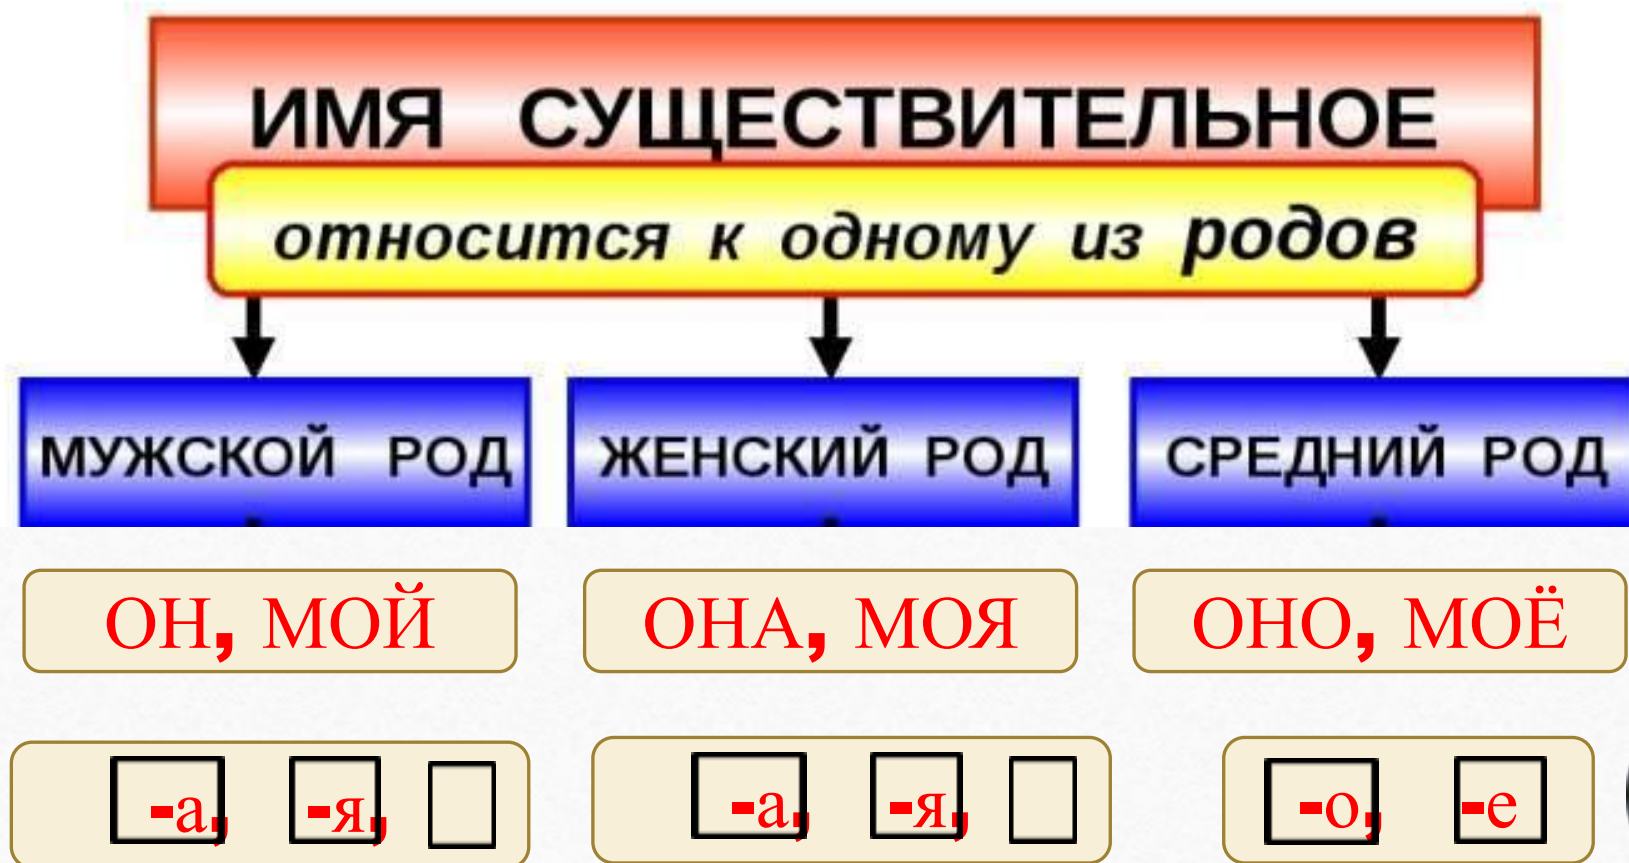 ИМЯ СУЩЕСТВИТЕЛЬНОЕ
относится к одному из родов
МУЖСКОЙ РОД ЖЕНСКИЙ РОД СРЕДНИЙ РОД
ОН, МОЙ ОНА, МОЯ ОНО, МОЁ
-а, -я, -а, -я, -о, -е